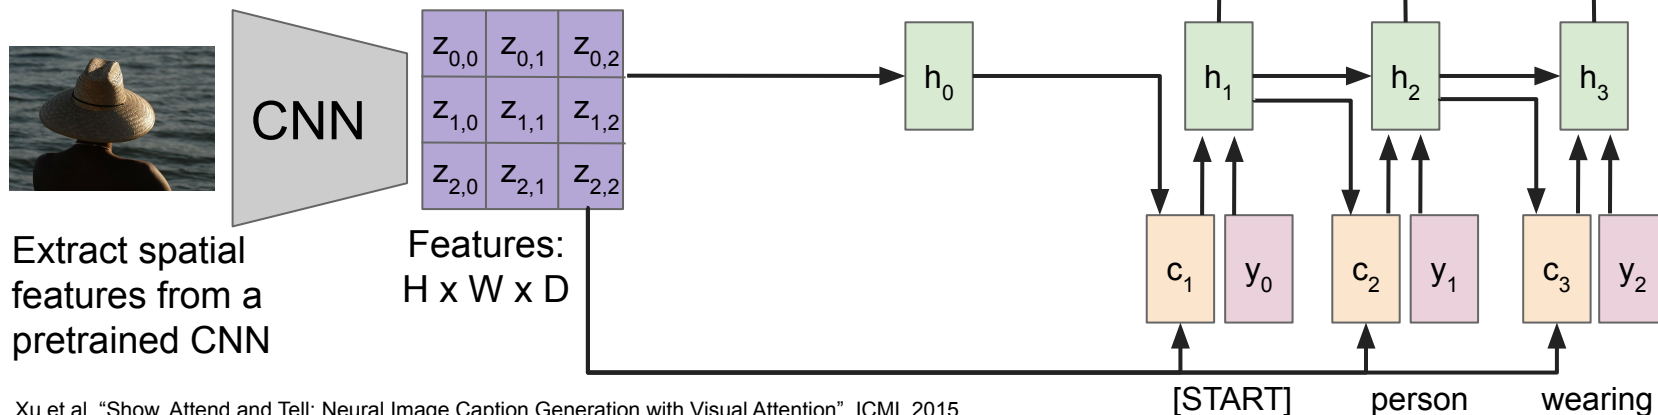 CNN
z0,0 z0,1 z0,2
z1,0 z1,1 z1,2
z2,0 z2,1 z2,2
h0
h1
h2
h3
Extract spatial
features from a
pretrained CNN
Features:
H x W x D
c1 y0 c2 y1 c3 y2
[START] person wearing
Xu et al, “Show, Attend and Tell: Neural Image Caption Generation with Visual Attention”, ICML 2015